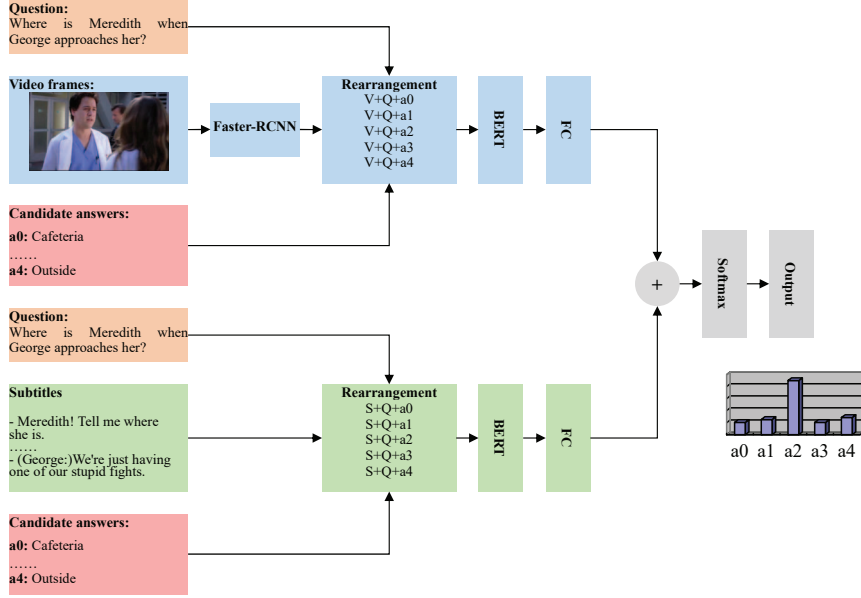 Question:
Where is Meredith when
George approaches her?
Video frames:
Faster-RCNN
Rearrangement
V+Q+a0
V+Q+a1
V+Q+a2
V+Q+a3
V+Q+a4
BERT
FC
Candidate answers:
a0: Cafeteria
......
a4: Outside
+
Softmax
Output
Question:
Where is Meredith when
George approaches her?
Subtitles
- Meredith! Tell me where
she is.
......
- (George:)We're just having
one of our stupid fights.
Rearrangement
S+Q+a0
S+Q+a1
S+Q+a2
S+Q+a3
S+Q+a4
BERT
FC
a0 a1 a2 a3 a4
Candidate answers:
a0: Cafeteria
......
a4: Outside